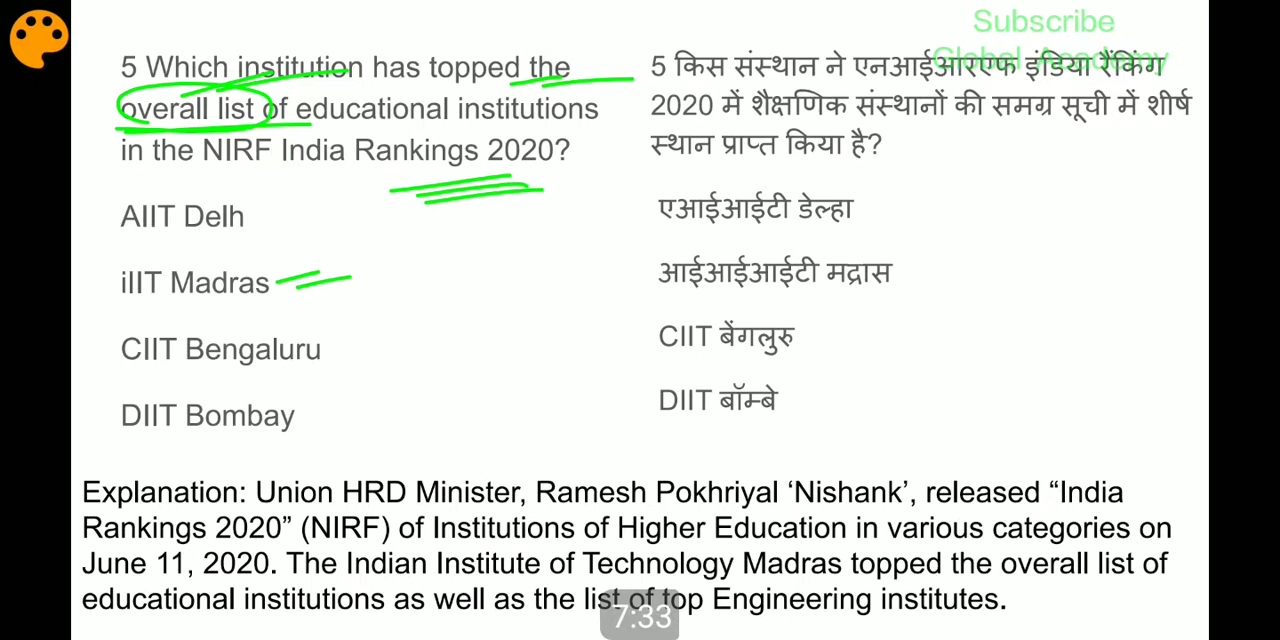 Subscribe
Global Academy
5 Which institution has topped the
overall list of educational institutions
in the NIRF India Rankings 2020?
AIIT Delh
iIIT Madras
CIIT Bengaluru
DIIT Bombay
5 किस संस्थान ने एनआईआरएफ इंडिया रैंकिंग
2020 में शैक्षणिक संस्थानों की समग्र सूची में शीर्ष
स्थान प्राप्त किया है?
एआईआईटी डेल्हा
आईआईआईटी मद्रास
CIIT बेंगलुरु
DIIT बॉम्बे
Explanation: Union HRD Minister, Ramesh Pokhriyal ‘Nishank’, released “India
Rankings 2020” (NIRF) of Institutions of Higher Education in various categories on
June 11, 2020. The Indian Institute of Technology Madras topped the overall list of
educational institutions as well as the list of top Engineering institutes.
7:33